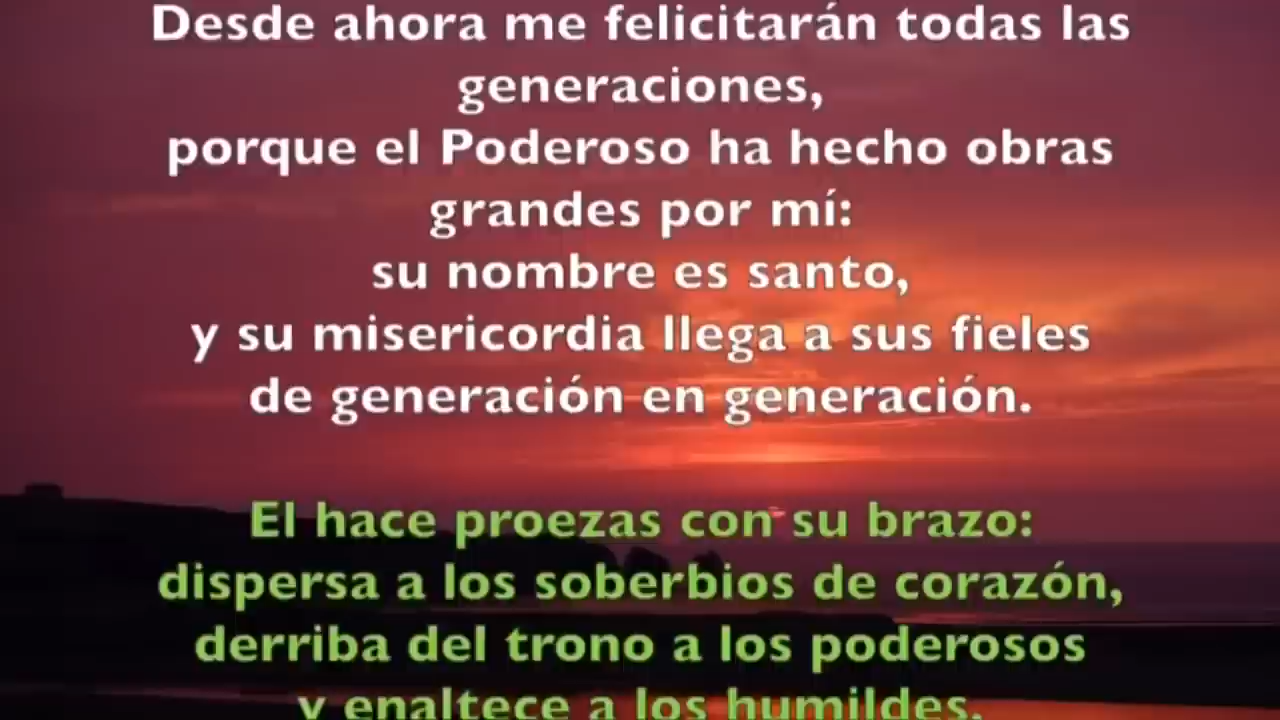 Desde ahora me felicitarán todas las
generaciones,
porque el Poderoso ha hecho obras
grandes por mí:
su nombre es santo,
y su misericordia llega a sus fieles
de generación en generación.
El hace proezas con su brazo:
dispersa a los soberbios de corazón,
derriba del trono a los poderosos
y enaltece a los humildes,